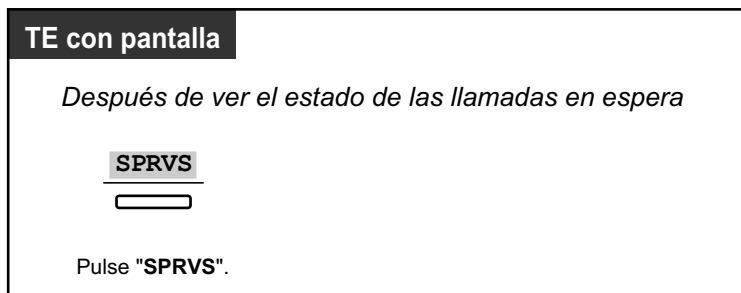 TE con pantalla
Después de ver el estado de las llamadas en espera
SPRVS
Pulse "SPRVS".